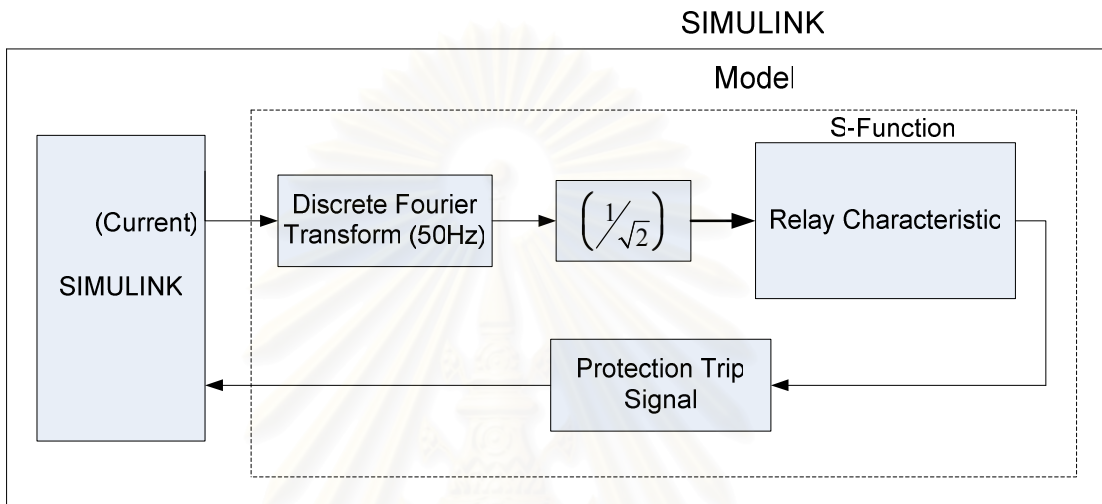 SIMULINK
Model
S-Function
(Current)
SIMULINK
Discrete Fourier
Transform (50Hz)
(1/√2)
Relay Characteristic
Protection Trip
Signal